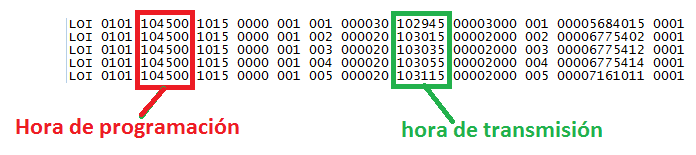 LOI 0101 104500 1015 0000 001 001 000030 102945 00003000 001 00005684015 0001
LOI 0101 104500 1015 0000 001 002 000020 103015 00002000 002 00006775402 0001
LOI 0101 104500 1015 0000 001 003 000020 103035 00002000 003 00006775412 0001
LOI 0101 104500 1015 0000 001 004 000020 103055 00002000 004 00006775414 0001
LOI 0101 104500 1015 0000 001 005 000020 103115 00002000 005 00007161011 0001
Hora de programación
hora de transmisión